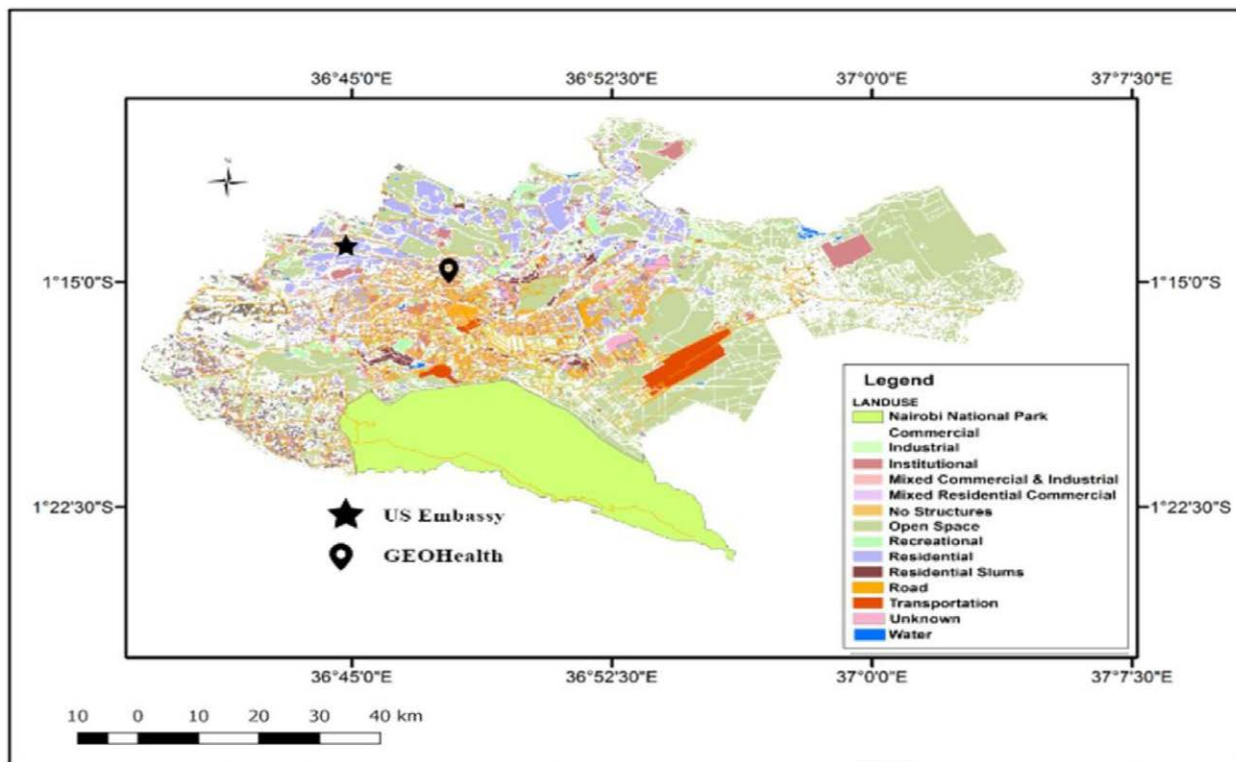 36°45'0"E 36°52'30"E 37°0'0"E 37°7'30"E
N
1°15'0"S 1°15'0"S
Legend
LANDUSE
Nairobi National Park
Commercial
Industrial
Institutional
Mixed Commercial & Industrial
Mixed Residential Commercial
No Structures
Open Space
Recreational
Residential
Residential Slums
Road
Transportation
Unknown
Water
1°22'30"S 1°22'30"S
US Embassy
GEOHealth
36°45'0"E 36°52'30"E 37°0'0"E 37°7'30"E
10 0 10 20 30 40 km